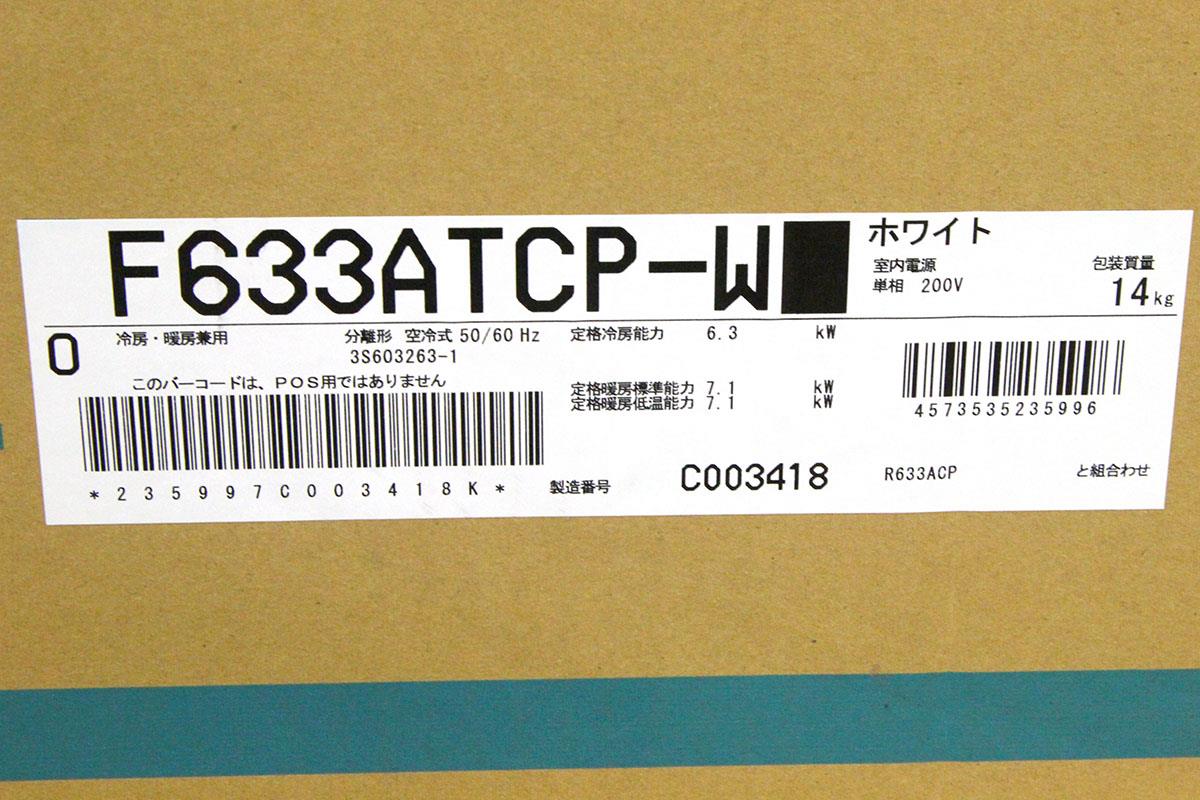 F633ATCP-W■ ホワイト
室内電源
単相 200V
包装質量
14kg
0 冷房・暖房兼用
分離形 空冷式 50/60 Hz
3S603263-1
定格冷房能力 6.3 kW
定格暖房標準能力 7.1 kW
定格暖房低温能力 7.1 kW
このバーコードは、POS用ではありません
*235997C003418K*
製造番号 C003418
4573535235996
R633ACP と組合わせ